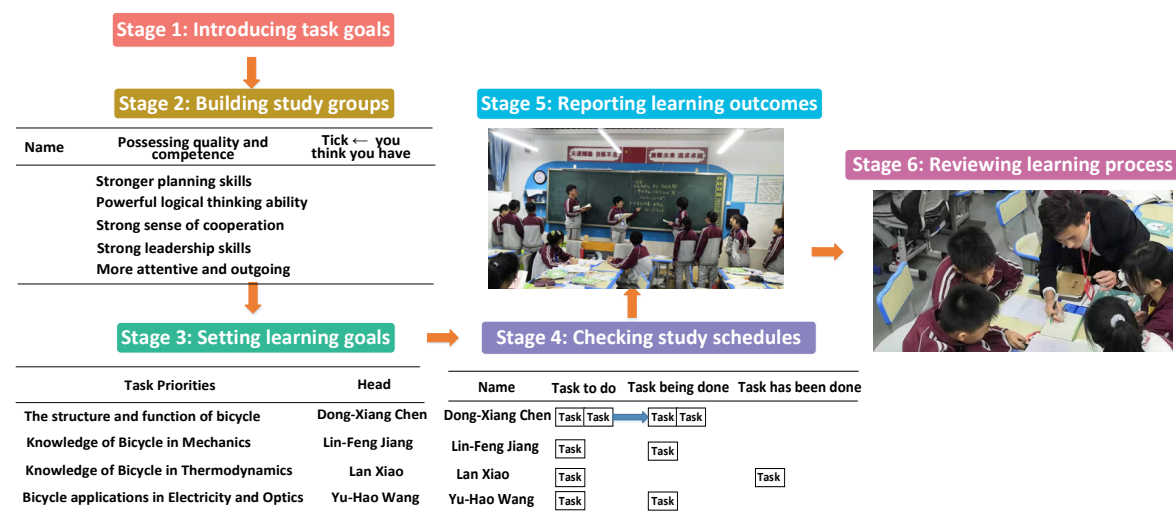 Stage 1: Introducing task goals
Stage 2: Building study groups
Name Possessing quality and competence Tick ← you think you have
Stronger planning skills
Powerful logical thinking ability
Strong sense of cooperation
Strong leadership skills
More attentive and outgoing
Stage 3: Setting learning goals
Task Priorities Head
The structure and function of bicycle Dong-Xiang Chen
Knowledge of Bicycle in Mechanics Lin-Feng Jiang
Knowledge of Bicycle in Thermodynamics Lan Xiao
Bicycle applications in Electricity and Optics Yu-Hao Wang
Stage 4: Checking study schedules
Name Task to do Task being done Task has been done
Dong-Xiang Chen Task Task Task Task
Lin-Feng Jiang Task Task
Lan Xiao Task Task
Yu-Hao Wang Task Task
Stage 5: Reporting learning outcomes
Stage 6: Reviewing learning process